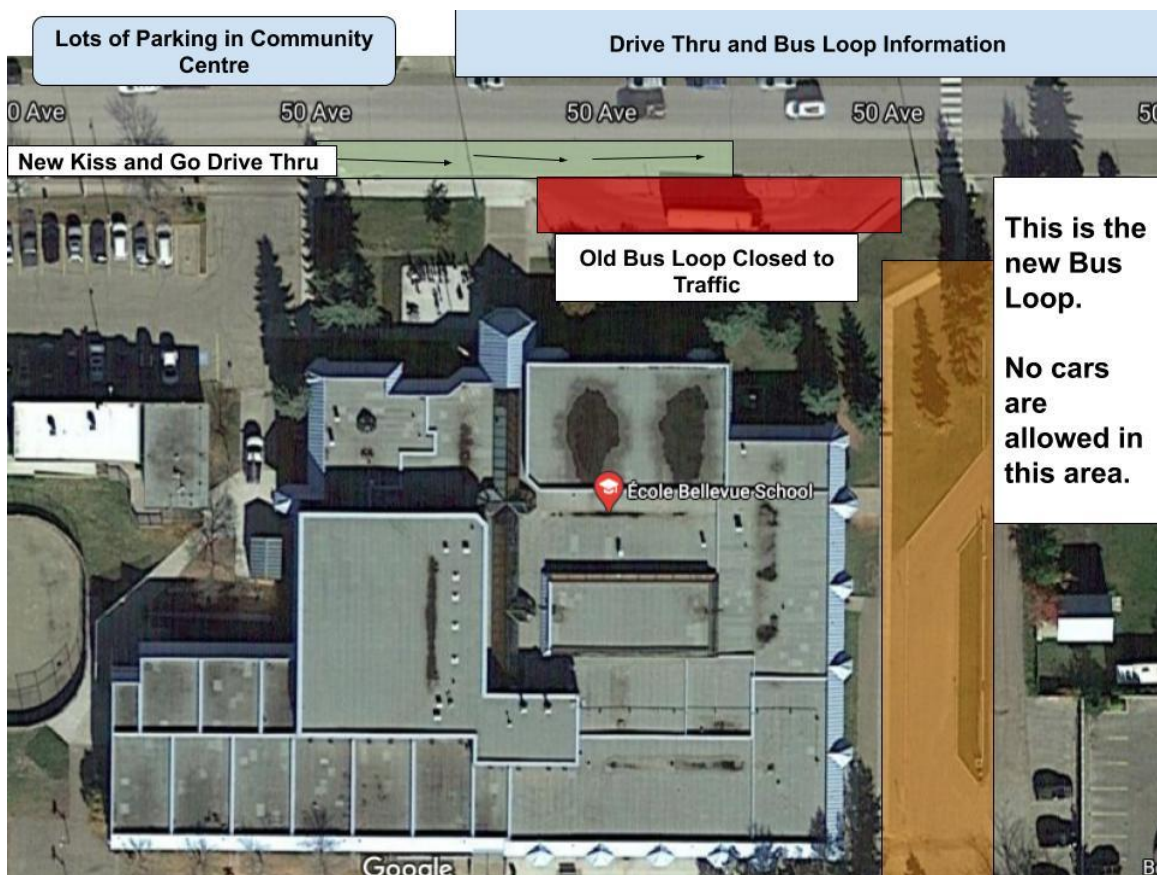 Lots of Parking in Community
Centre
Drive Thru and Bus Loop Information
0 Ave
50 Ave
50 Ave
50 Ave
50
New Kiss and Go Drive Thru
Old Bus Loop Closed to
Traffic
This is the
new Bus
Loop.
No cars
are
allowed in
this area.
École Bellevue School
Google
B